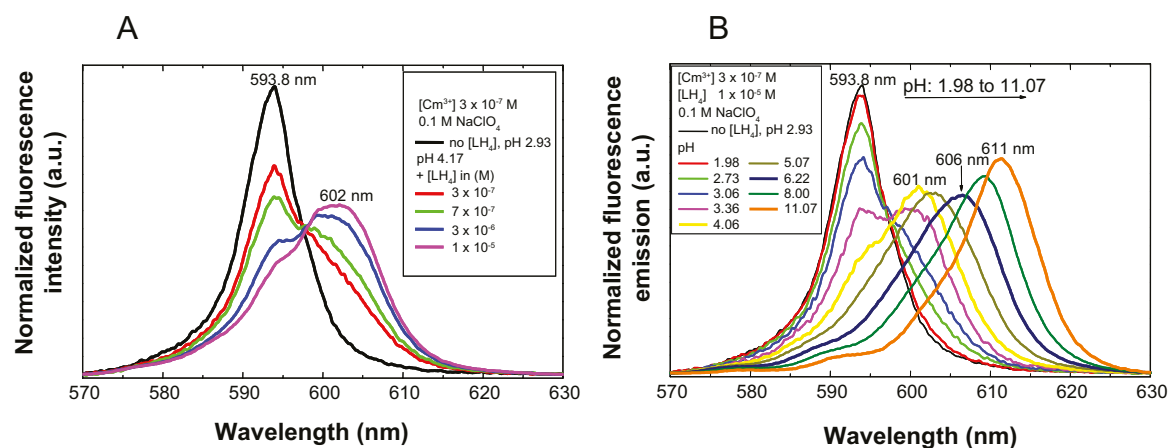 A
Normalized fluorescence
intensity (a.u.)
593.8 nm
602 nm
[Cm³⁺] 3 x 10⁻⁷ M
0.1 M NaClO₄
no [LH₄], pH 2.93
pH 4.17
+ [LH₄] in (M)
3 x 10⁻⁷
7 x 10⁻⁷
3 x 10⁻⁶
1 x 10⁻⁵
570 580 590 600 610 620 630
Wavelength (nm)
B
Normalized fluorescence
emission (a.u.)
[Cm³⁺] 3 x 10⁻⁷ M
[LH₄] 1 x 10⁻⁵ M
0.1 M NaClO₄
no [LH₄], pH 2.93
pH
1.98 5.07
2.73 6.22
3.06 8.00
3.36 11.07
4.06
593.8 nm
pH: 1.98 to 11.07
601 nm
606 nm
611 nm
570 580 590 600 610 620 630
Wavelength (nm)